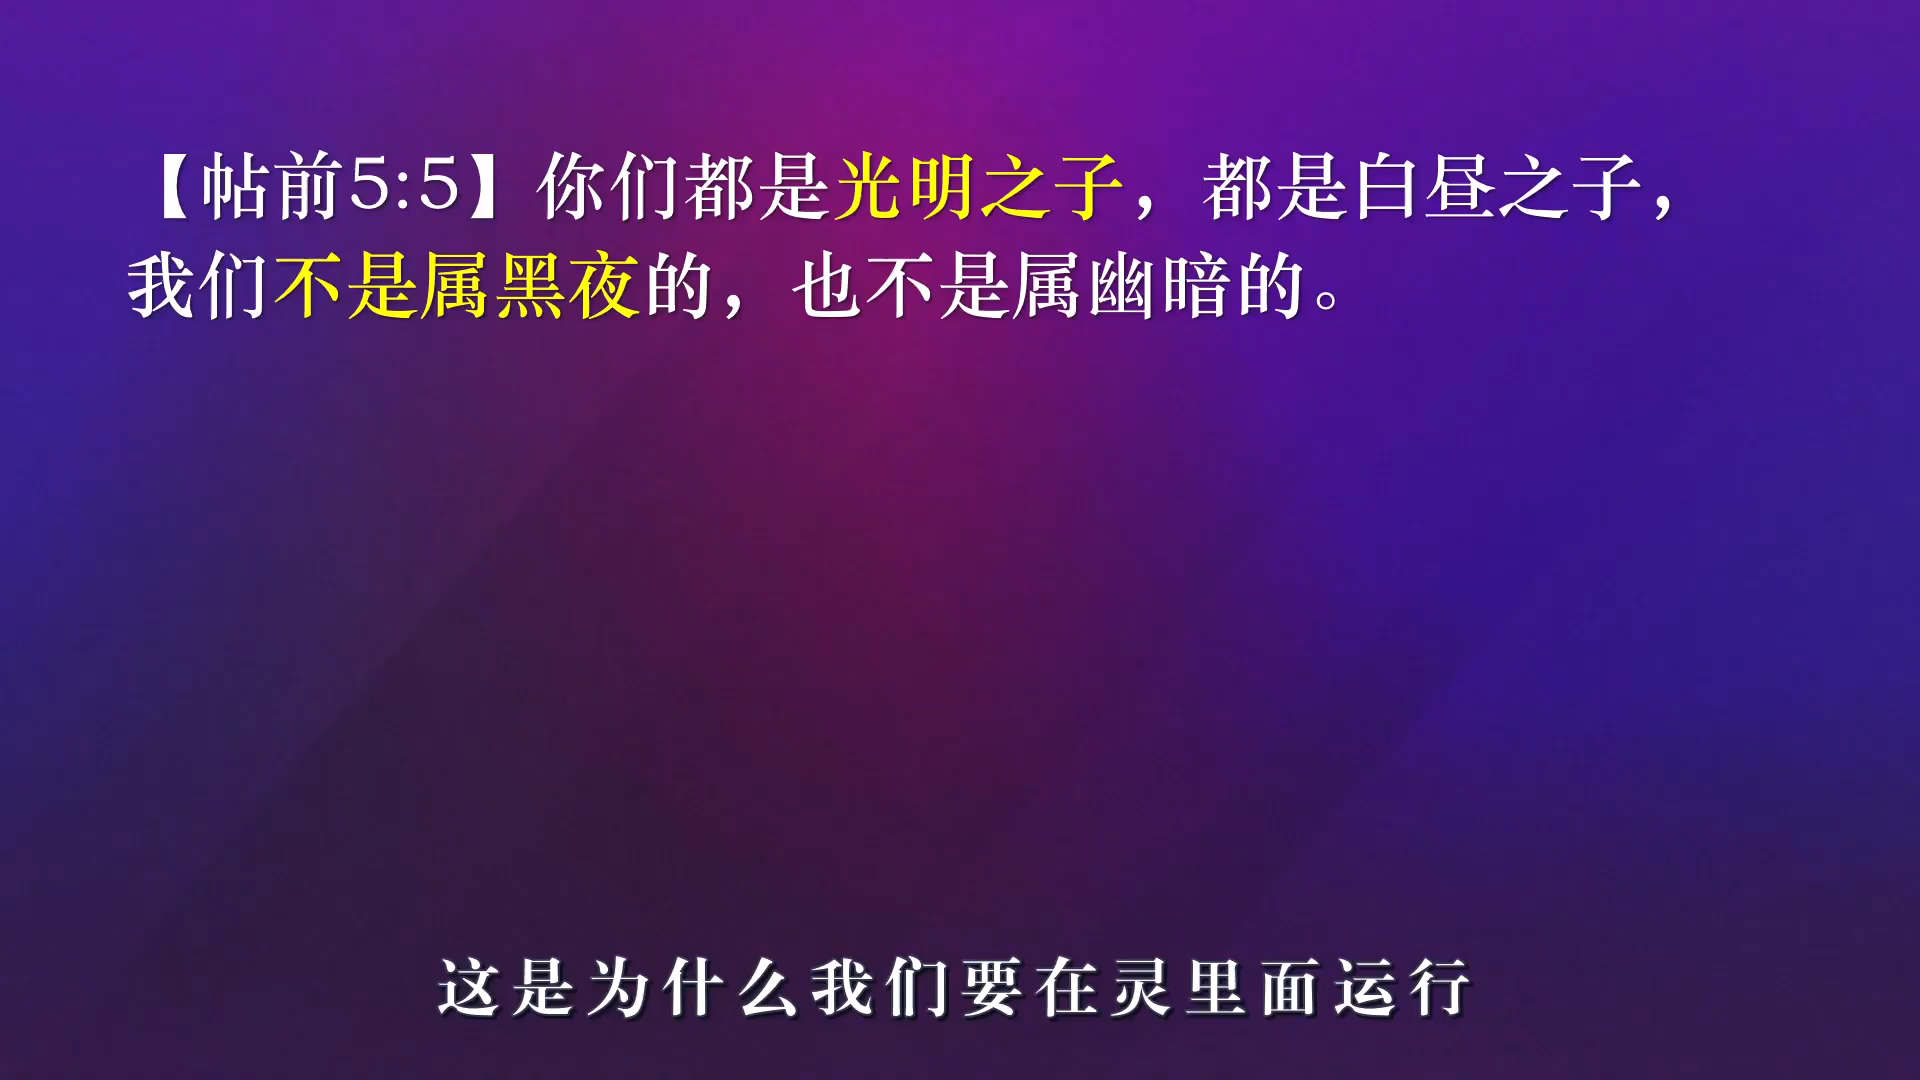 【帖前5:5】你们都是光明之子，都是白昼之子，
我们不是属黑夜的，也不是属幽暗的。
这是为什么我们要在灵里面运行